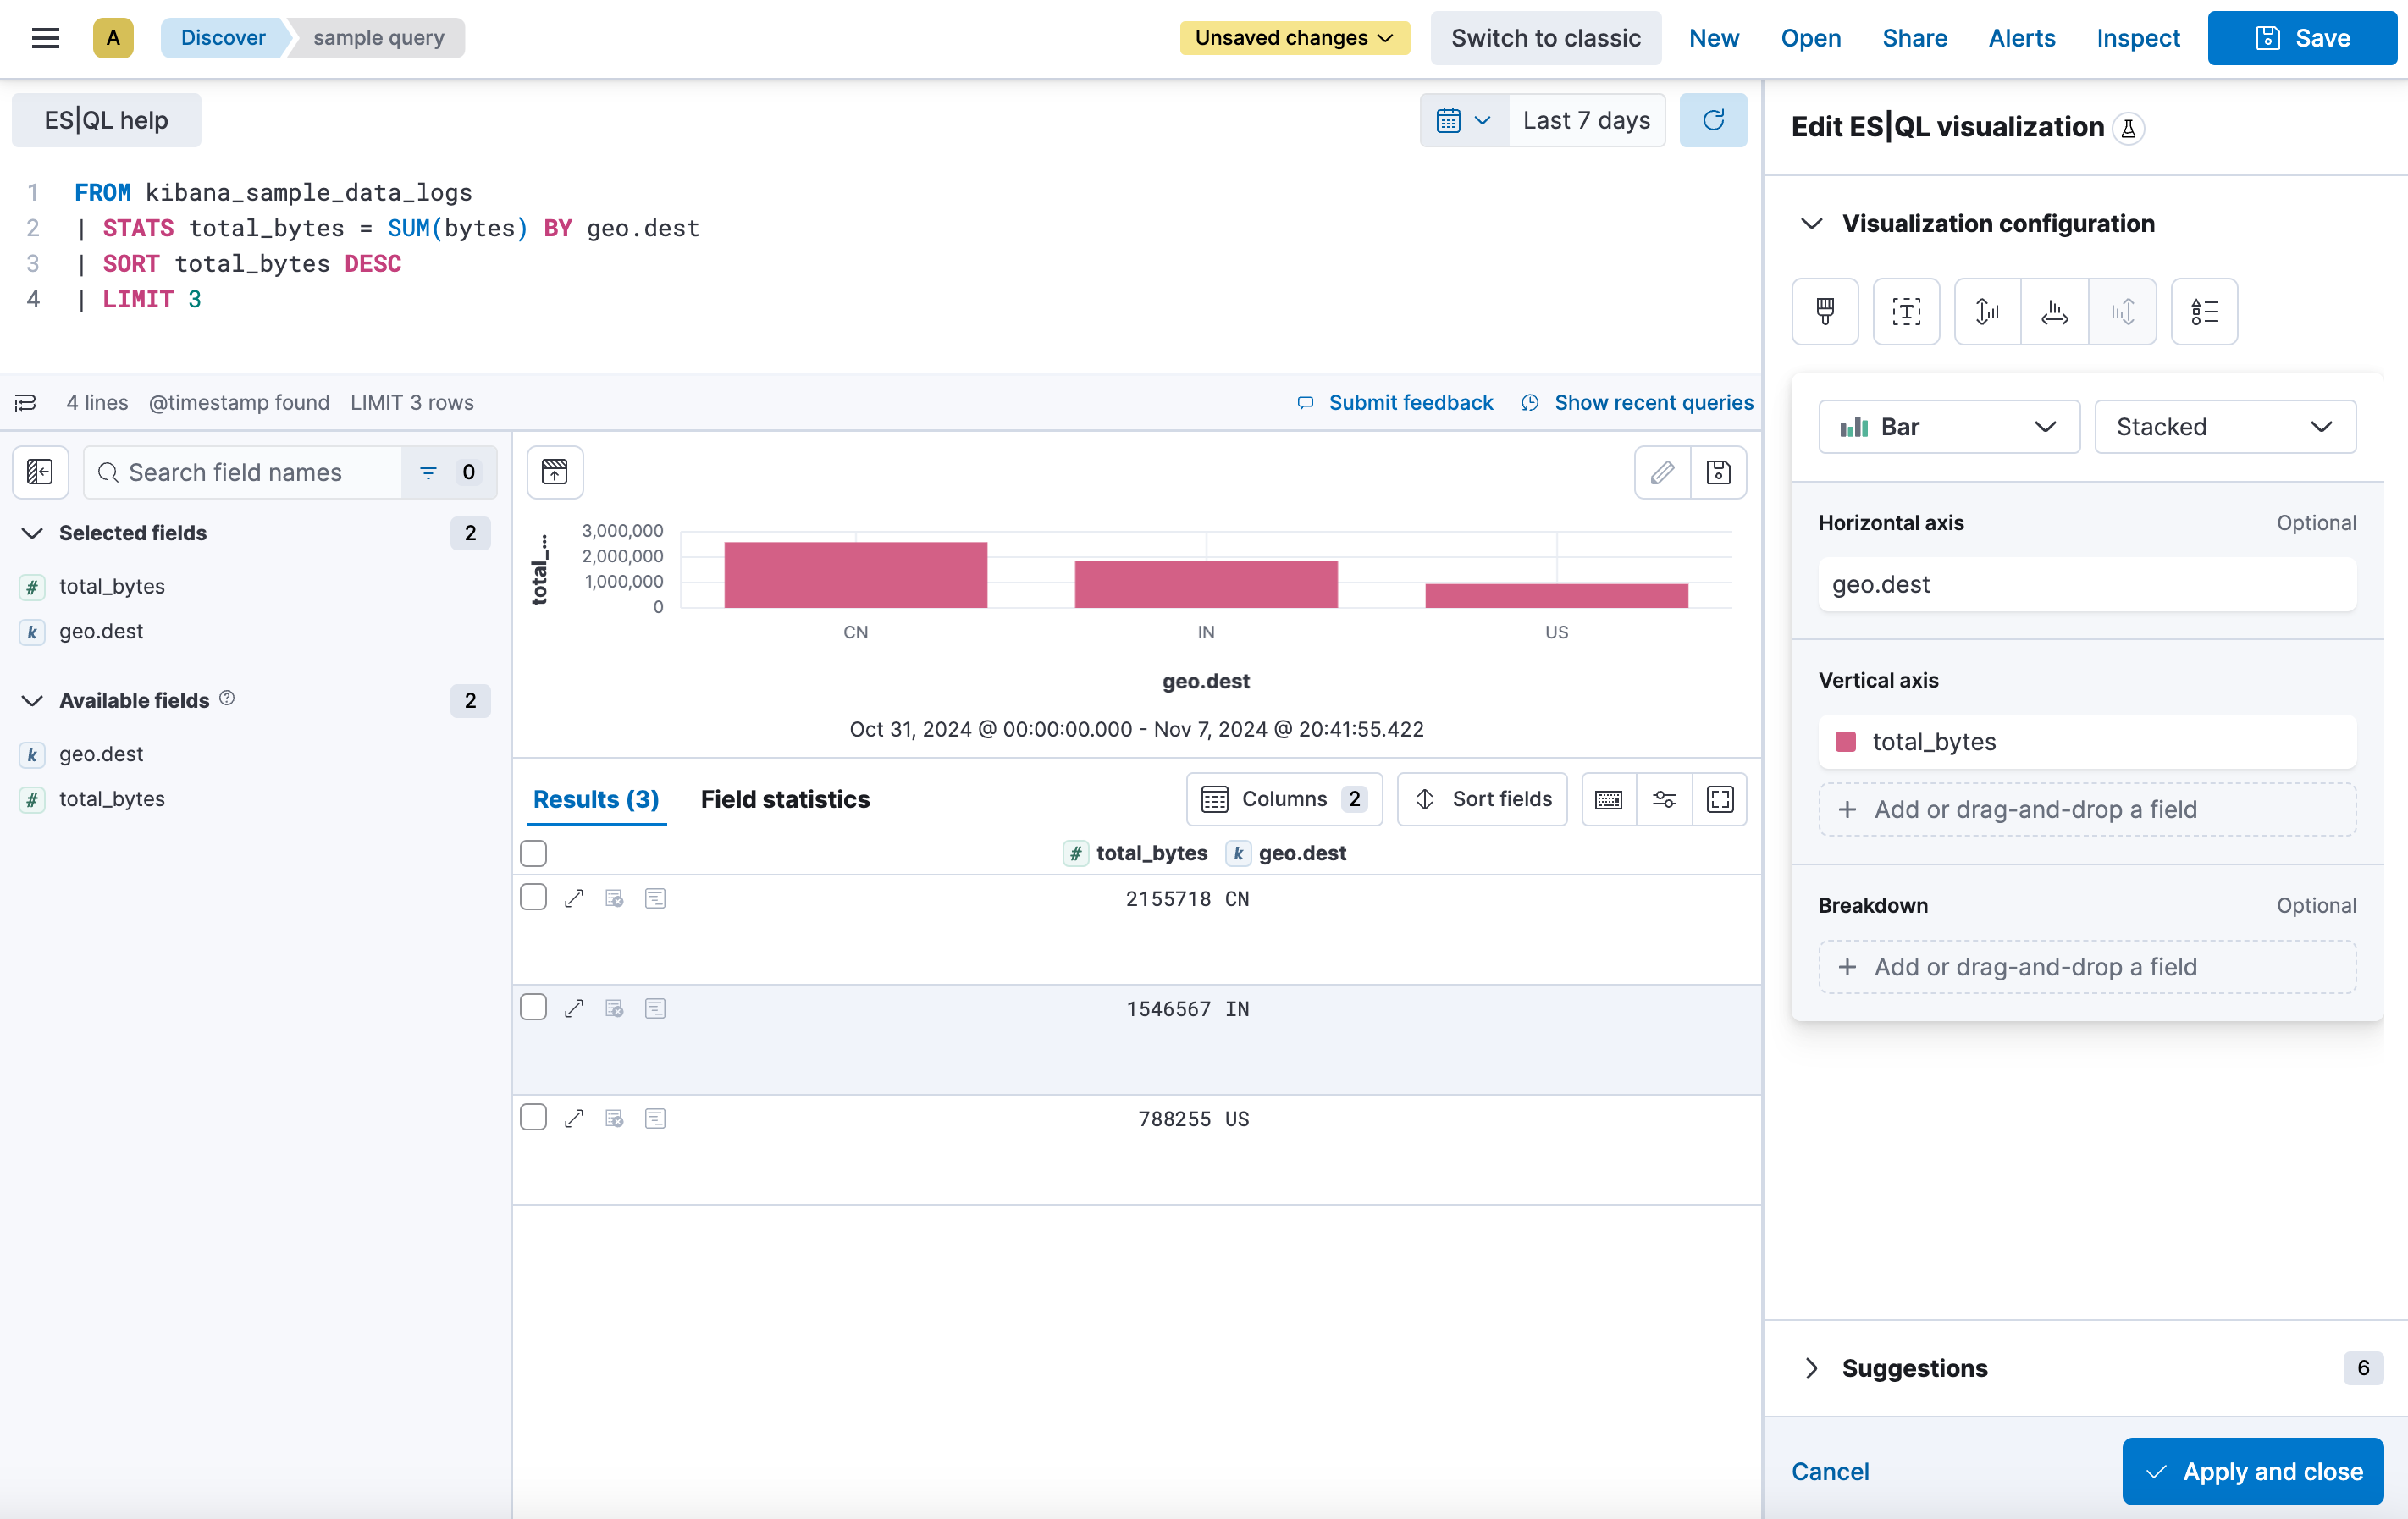 A
Discover
sample query
Unsaved changes
Switch to classic
New
Open
Share
Alerts
Inspect
Save
ES|QL help
Last 7 days
1 FROM kibana_sample_data_logs
2 | STATS total_bytes = SUM(bytes) BY geo.dest
3 | SORT total_bytes DESC
4 | LIMIT 3
4 lines @timestamp found LIMIT 3 rows
Submit feedback
Show recent queries
Search field names
0
Selected fields 2
# total_bytes
k geo.dest
Available fields ? 2
k geo.dest
# total_bytes
total_...
3,000,000
2,000,000
1,000,000
0
CN IN US
geo.dest
Oct 31, 2024 @ 00:00:00.000 - Nov 7, 2024 @ 20:41:55.422
Results (3)
Field statistics
Columns 2
Sort fields
# total_bytes k geo.dest
2155718 CN
1546567 IN
788255 US
Edit ES|QL visualization
Visualization configuration
T
Bar
Stacked
Horizontal axis Optional
geo.dest
Vertical axis
total_bytes
+ Add or drag-and-drop a field
Breakdown Optional
+ Add or drag-and-drop a field
Suggestions 6
Cancel
Apply and close